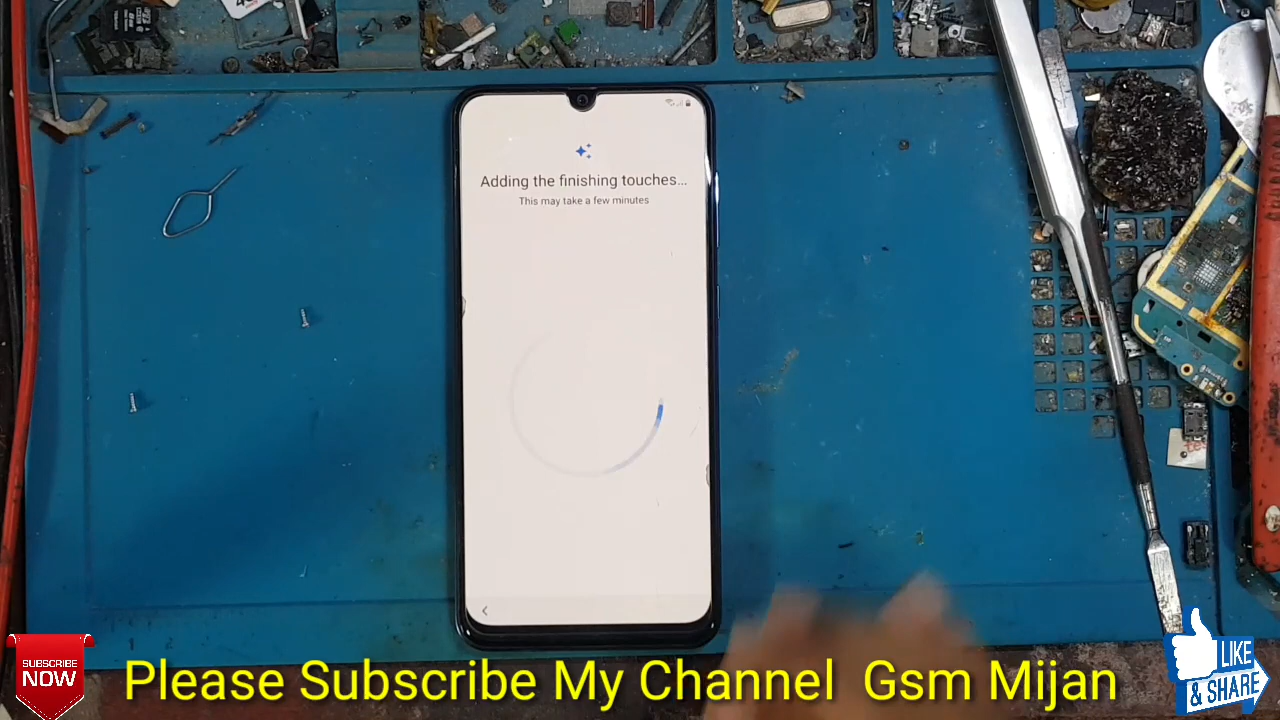 Adding the finishing touches...
This may take a few minutes
SUBSCRIBE
NOW
Please Subscribe My Channel Gsm Mijan
LIKE
& SHARE